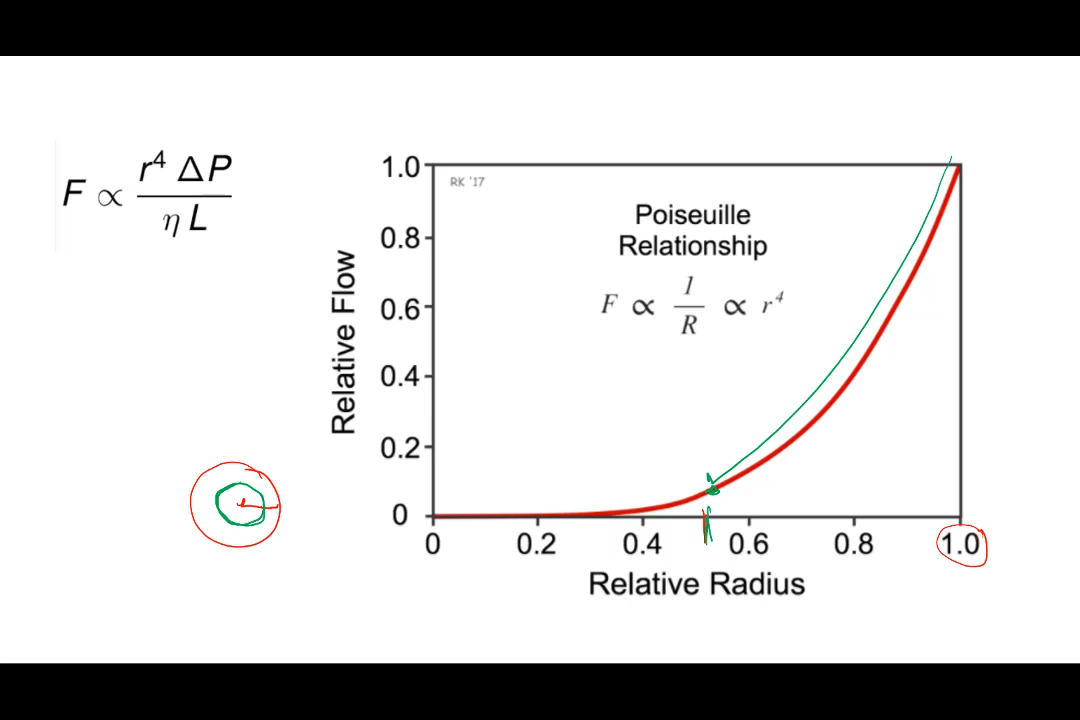 F ∝ r⁴ ΔP / η L
RK '17
Poiseuille
Relationship
F ∝ 1/R ∝ r⁴
Relative Flow
1.0
0.8
0.6
0.4
0.2
0
0 0.2 0.4 0.6 0.8 1.0
Relative Radius